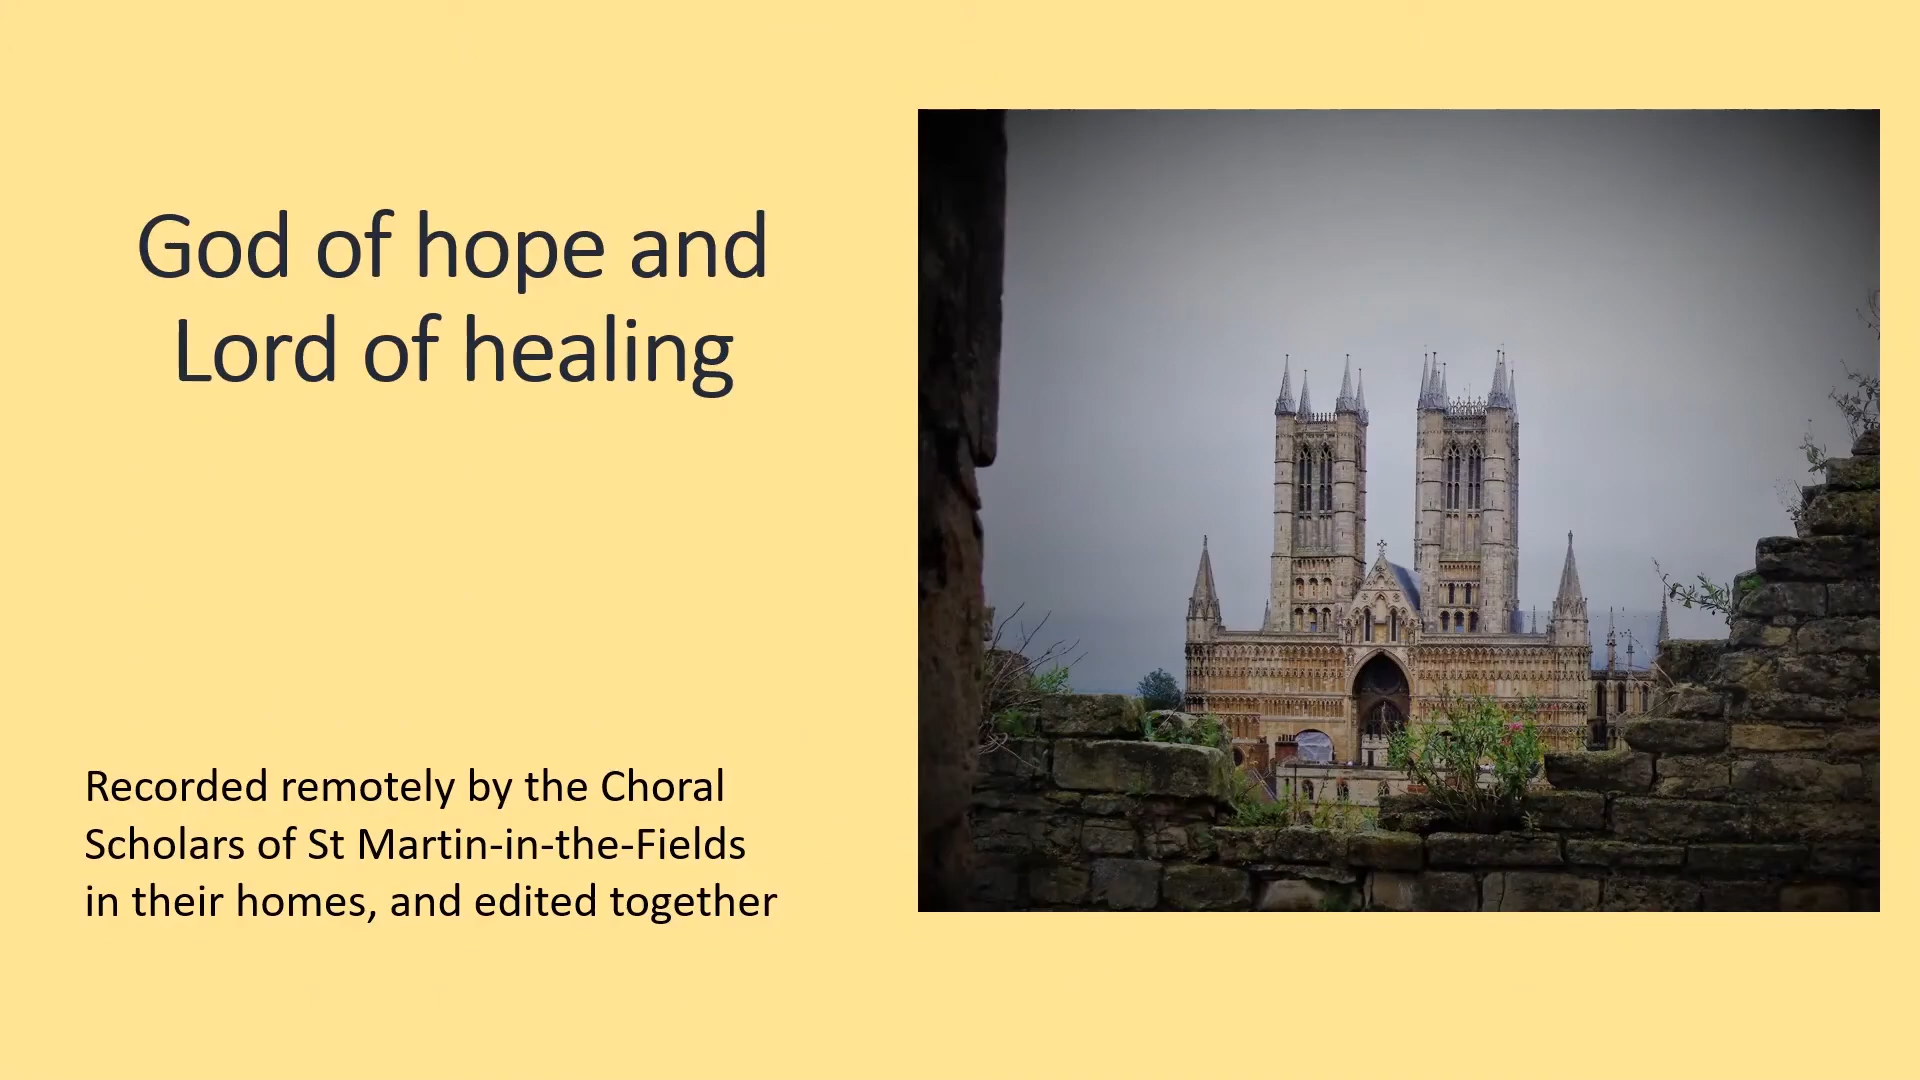 God of hope and
Lord of healing
Recorded remotely by the Choral
Scholars of St Martin-in-the-Fields
in their homes, and edited together